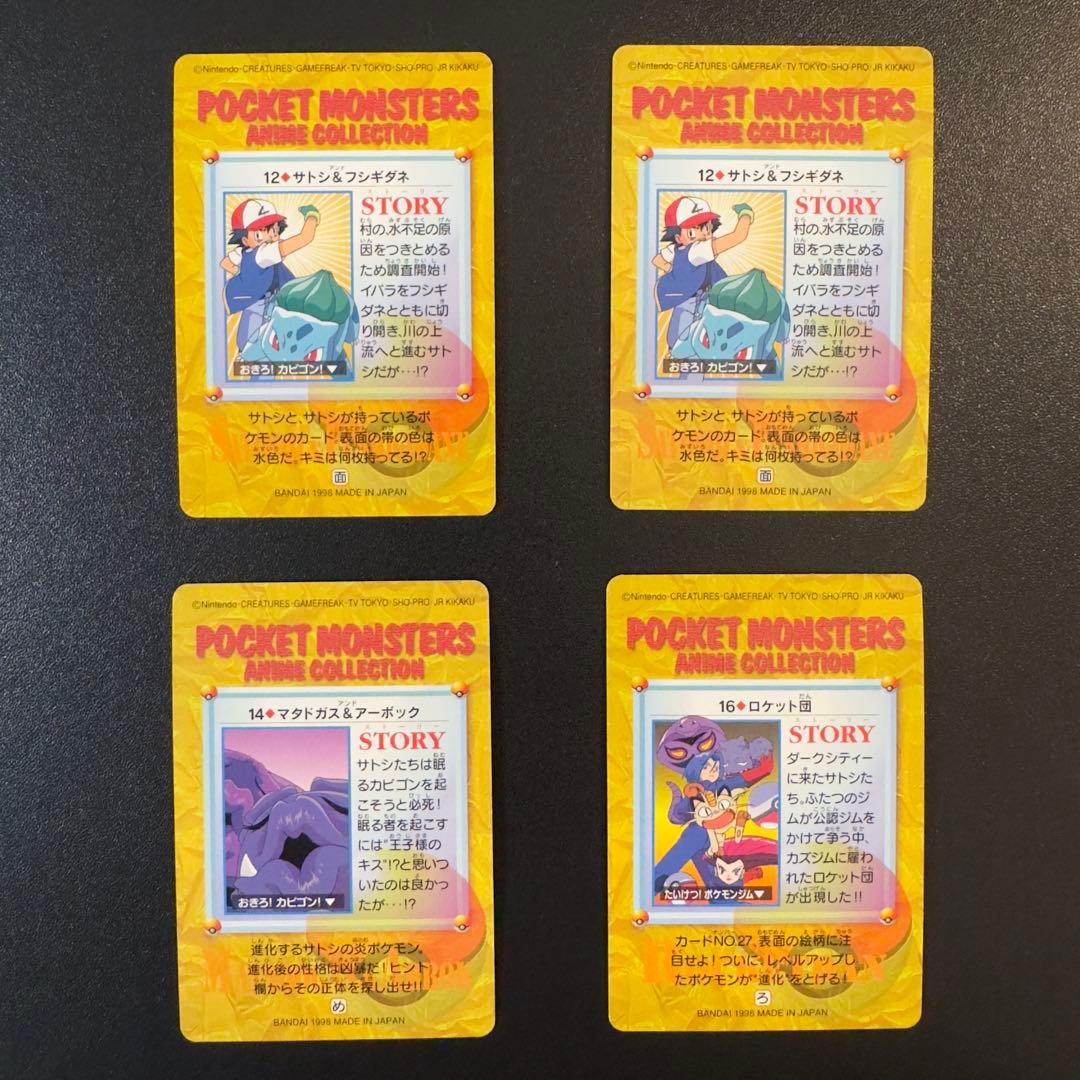 ©Nintendo・CREATURES・GAMEFREAK・TV TOKYO・SHO-PRO・JR KIKAKU
POCKET MONSTERS
ANIME COLLECTION
12◆サトシ&フシギダネ
STORY
村の、水不足の原
因をつきとめる
ため調査開始!
イバラをフシギ
ダネとともに切
り開き、川の上
流へと進むサト
シだが…!?
おきろ! カビゴン!▼
サトシと、サトシが持っているポ
ケモンのカード。表面の帯の色は
水色だ。キミは何枚持ってる!?
面
BANDAI 1998 MADE IN JAPAN
©Nintendo・CREATURES・GAMEFREAK・TV TOKYO・SHO-PRO・JR KIKAKU
POCKET MONSTERS
ANIME COLLECTION
12◆サトシ&フシギダネ
STORY
村の、水不足の原
因をつきとめる
ため調査開始!
イバラをフシギ
ダネとともに切
り開き、川の上
流へと進むサト
シだが…!?
おきろ! カビゴン!▼
サトシと、サトシが持っているポ
ケモンのカード。表面の帯の色は
水色だ。キミは何枚持ってる!?
面
BANDAI 1998 MADE IN JAPAN
©Nintendo・CREATURES・GAMEFREAK・TV TOKYO・SHO-PRO・JR KIKAKU
POCKET MONSTERS
ANIME COLLECTION
14◆マタドガス&アーボック
STORY
サトシたちは眠
るカビゴンを起
こそうと必死!
眠る者を起こす
には"王子様の
キス"!?と思いつ
いたのは良かっ
たが…!?
おきろ! カビゴン!▼
進化するサトシの炎ポケモン。
進化後の性格は凶暴だ!ヒント
欄からその正体を探し出せ!!
め
BANDAI 1998 MADE IN JAPAN
©Nintendo・CREATURES・GAMEFREAK・TV TOKYO・SHO-PRO・JR KIKAKU
POCKET MONSTERS
ANIME COLLECTION
16◆ロケット団
STORY
ダークシティー
に来たサトシた
ち。ふたつのジ
ムが公認ジムを
かけて争う中、
カズジムに雇わ
れたロケット団
が出現した!!
たいけつ! ポケモンジム▼
カードNO.27、表面の絵柄に注
目せよ!ついに、レベルアップし
たポケモンが"進化"をとげる!
ろ
BANDAI 1998 MADE IN JAPAN